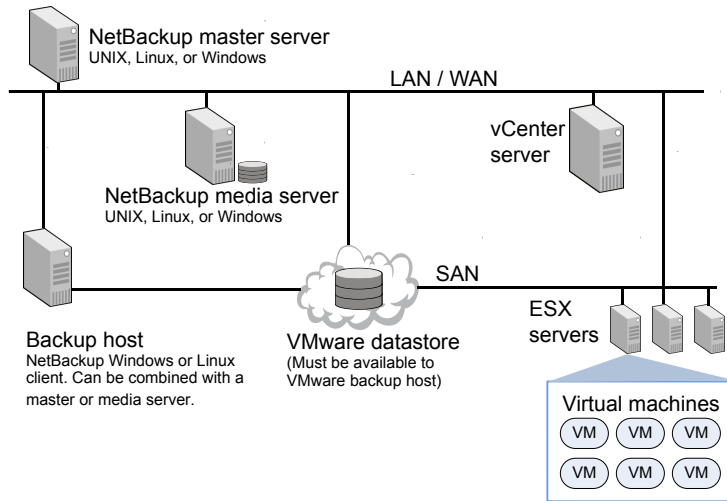 NetBackup master server
UNIX, Linux, or Windows
LAN / WAN
vCenter
server
NetBackup media server
UNIX, Linux, or Windows
SAN
ESX
servers
Backup host
NetBackup Windows or Linux
client. Can be combined with a
master or media server.
VMware datastore
(Must be available to
VMware backup host)
Virtual machines
VM VM VM
VM VM VM